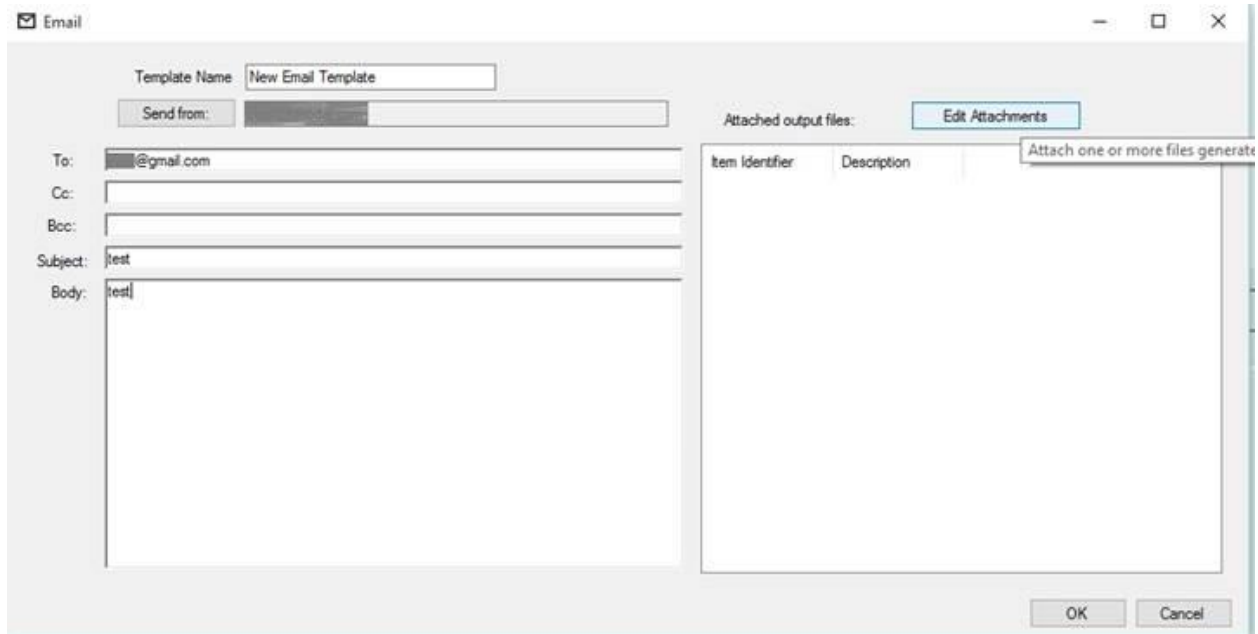 Email
Template Name New Email Template
Send from:
Attached output files: Edit Attachments
Attach one or more files generate
To: @gmail.com
Item Identifier Description
Cc:
Bcc:
Subject: test
Body: test
OK Cancel